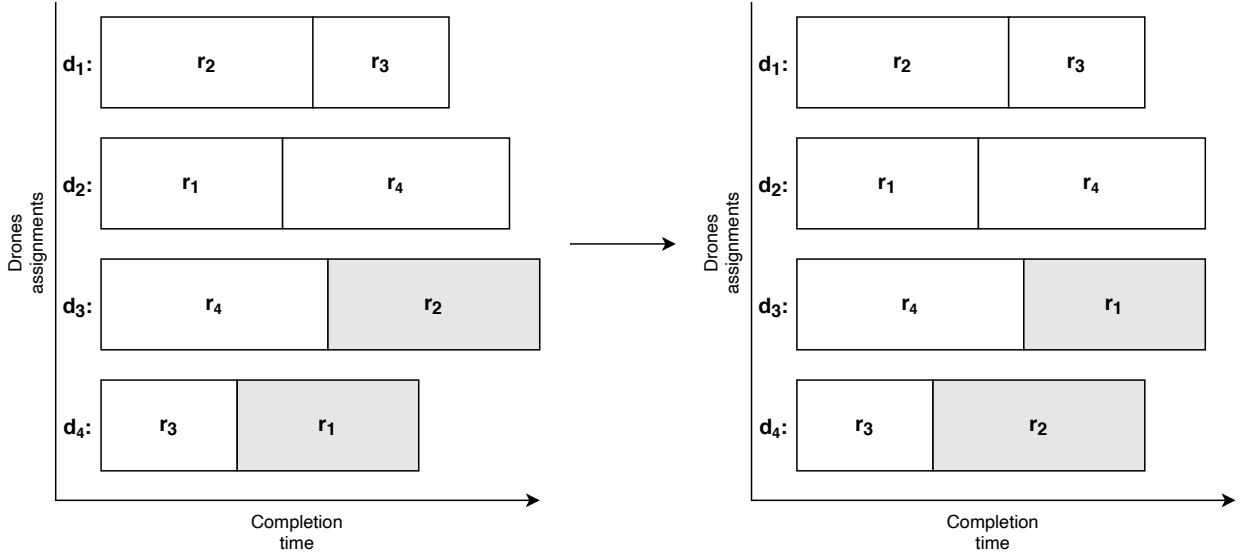 Drones
assignments
d₁: r₂ r₃
d₂: r₁ r₄
d₃: r₄ r₂
d₄: r₃ r₁
Completion
time
Drones
assignments
d₁: r₂ r₃
d₂: r₁ r₄
d₃: r₄ r₁
d₄: r₃ r₂
Completion
time